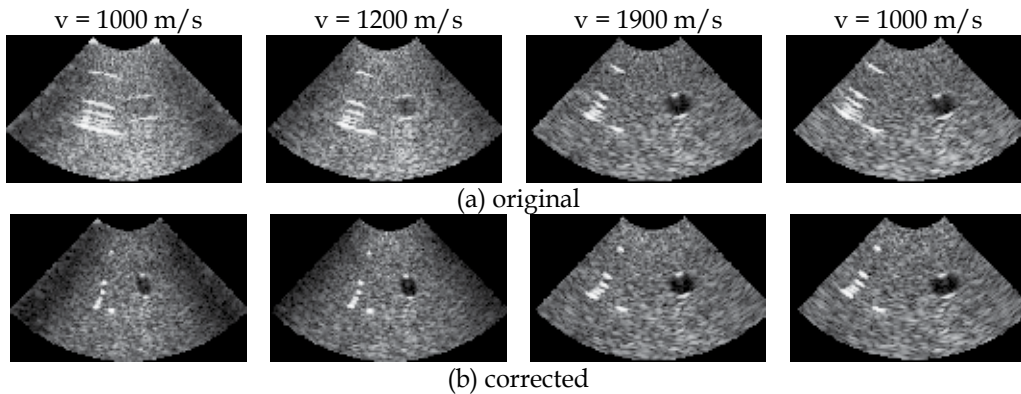 v = 1000 m/s v = 1200 m/s v = 1900 m/s v = 1000 m/s
(a) original
(b) corrected